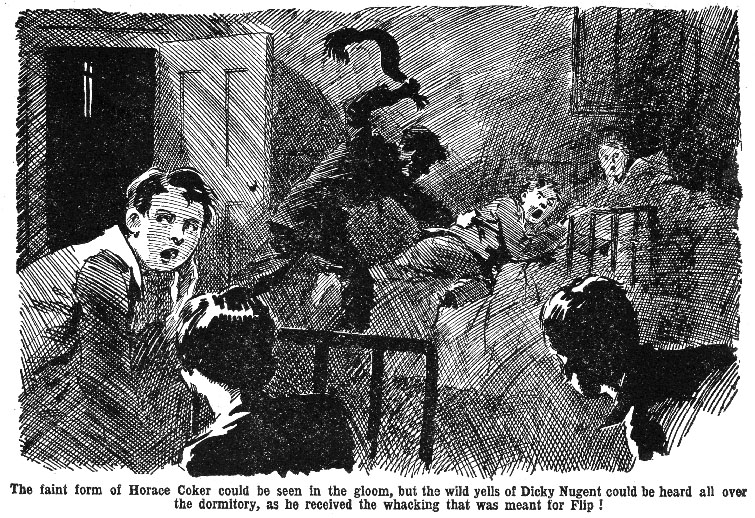 The faint form of Horace Coker could be seen in the gloom, but the wild yells of Dicky Nugent could be heard all over
the dormitory, as he received the whacking that was meant for Flip !